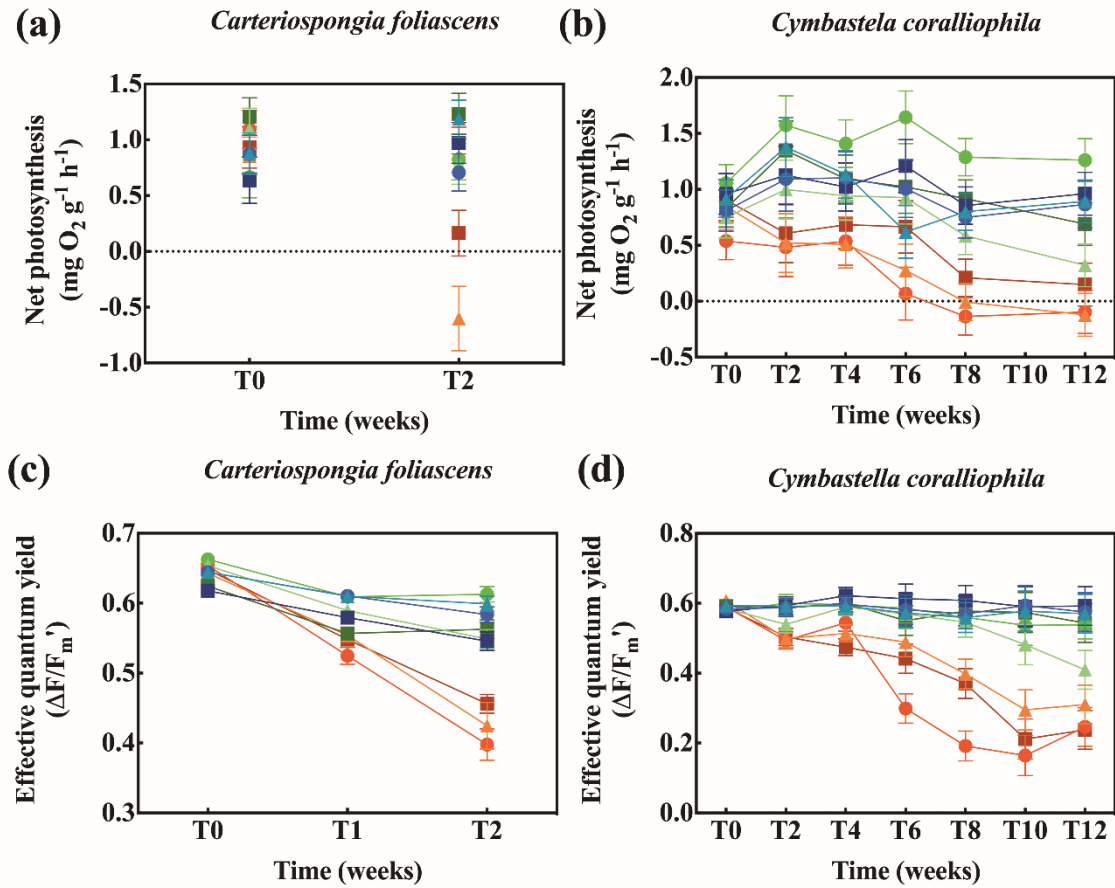 (a)
Carteriospongia foliascens
Net photosynthesis
(mg O₂ g⁻¹ h⁻¹)
1.5
1.0
0.5
0.0
-0.5
-1.0
T0
T2
Time (weeks)
(b)
Cymbastela coralliophila
Net photosynthesis
(mg O₂ g⁻¹ h⁻¹)
2.0
1.5
1.0
0.5
0.0
-0.5
T0 T2 T4 T6 T8 T10 T12
Time (weeks)
(c)
Carteriospongia foliascens
Effective quantum yield
(ΔF/Fₘ’)
0.7
0.6
0.5
0.4
0.3
T0 T1 T2
Time (weeks)
(d)
Cymbastella coralliophila
Effective quantum yield
(ΔF/Fₘ’)
0.8
0.6
0.4
0.2
0.0
T0 T2 T4 T6 T8 T10 T12
Time (weeks)